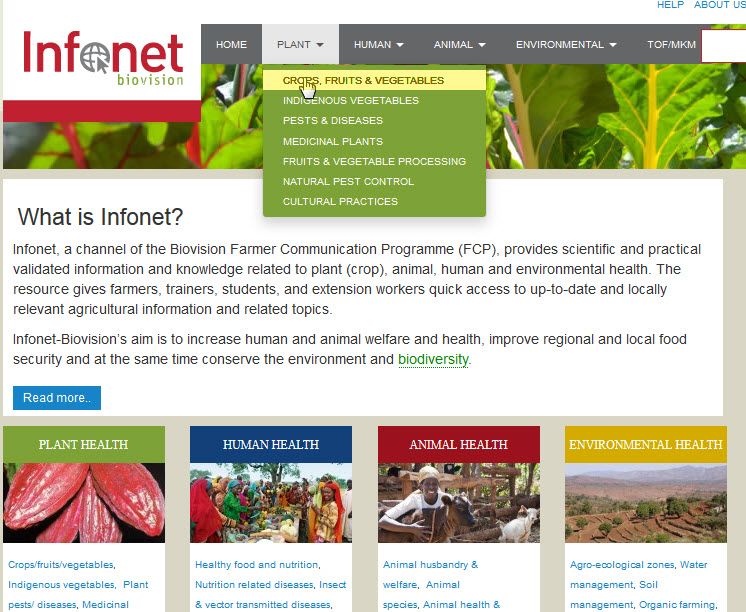 HELP ABOUT US
Infonet
biovision
HOME PLANT HUMAN ANIMAL ENVIRONMENTAL TOF/MKM
CROPS, FRUITS & VEGETABLES
INDIGENOUS VEGETABLES
PESTS & DISEASES
MEDICINAL PLANTS
FRUITS & VEGETABLE PROCESSING
NATURAL PEST CONTROL
CULTURAL PRACTICES
What is Infonet?
Infonet, a channel of the Biovision Farmer Communication Programme (FCP), provides scientific and practical
validated information and knowledge related to plant (crop), animal, human and environmental health. The
resource gives farmers, trainers, students, and extension workers quick access to up-to-date and locally
relevant agricultural information and related topics.
Infonet-Biovision's aim is to increase human and animal welfare and health, improve regional and local food
security and at the same time conserve the environment and biodiversity.
Read more..
PLANT HEALTH
Crops/fruits/vegetables,
Indigenous vegetables, Plant
pests/ diseases, Medicinal
HUMAN HEALTH
Healthy food and nutrition,
Nutrition related diseases, Insect
& vector transmitted diseases,
ANIMAL HEALTH
Animal husbandry &
welfare, Animal
species, Animal health &
ENVIRONMENTAL HEALTH
Agro-ecological zones, Water
management, Soil
management, Organic farming,